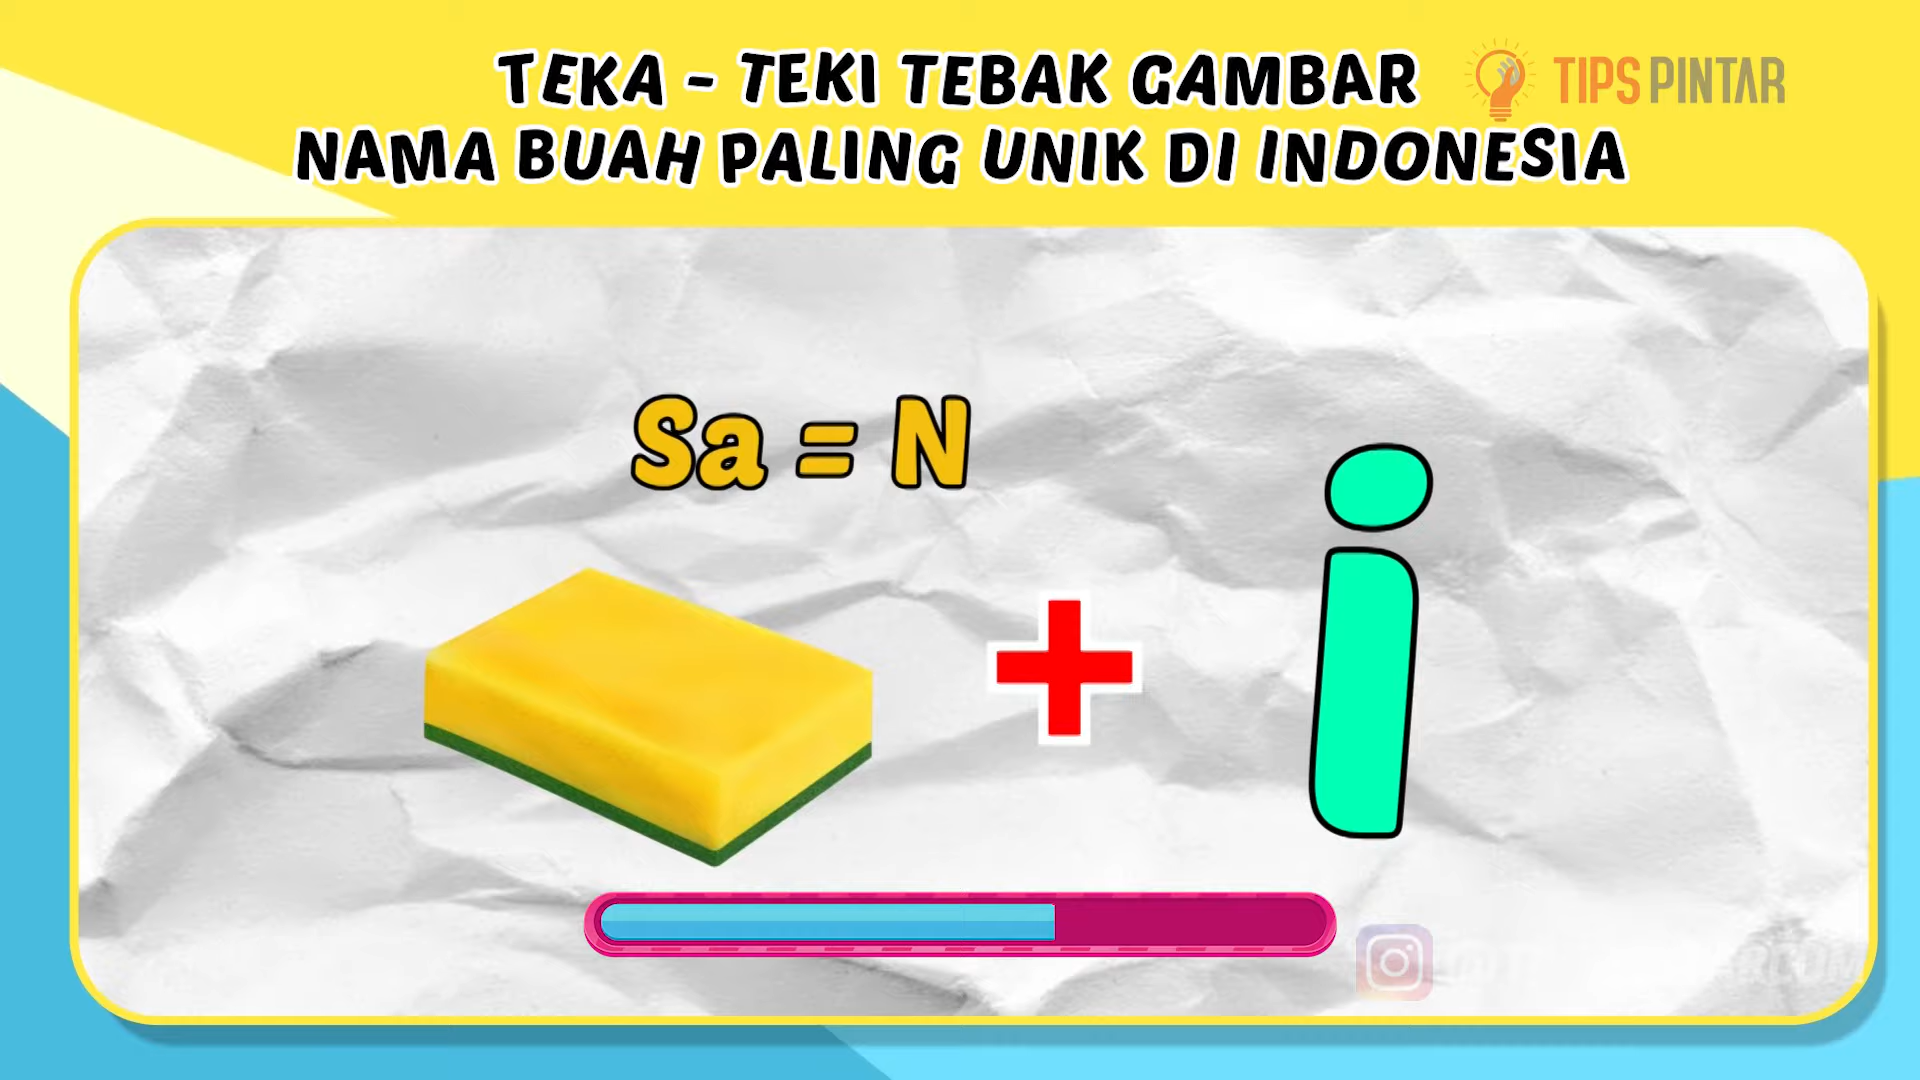 TEKA - TEKI TEBAK GAMBAR
TIPS PINTAR
NAMA BUAH PALING UNIK DI INDONESIA
Sa = N
+ i